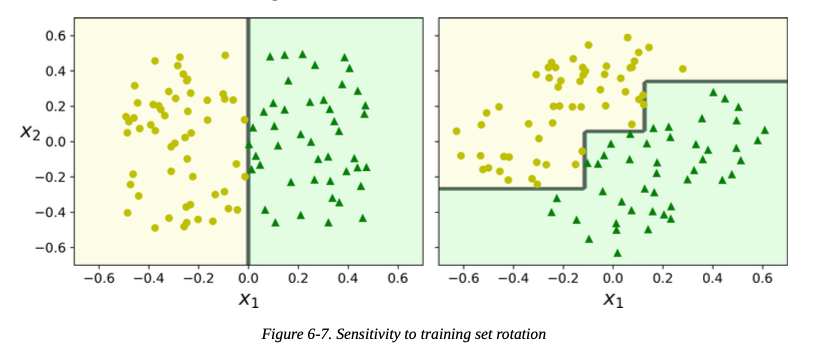 0.6
0.4
0.2
0.0
−0.2
−0.4
−0.6
x₂
−0.6 −0.4 −0.2 0.0 0.2 0.4 0.6
x₁
−0.6 −0.4 −0.2 0.0 0.2 0.4 0.6
x₁
Figure 6-7. Sensitivity to training set rotation